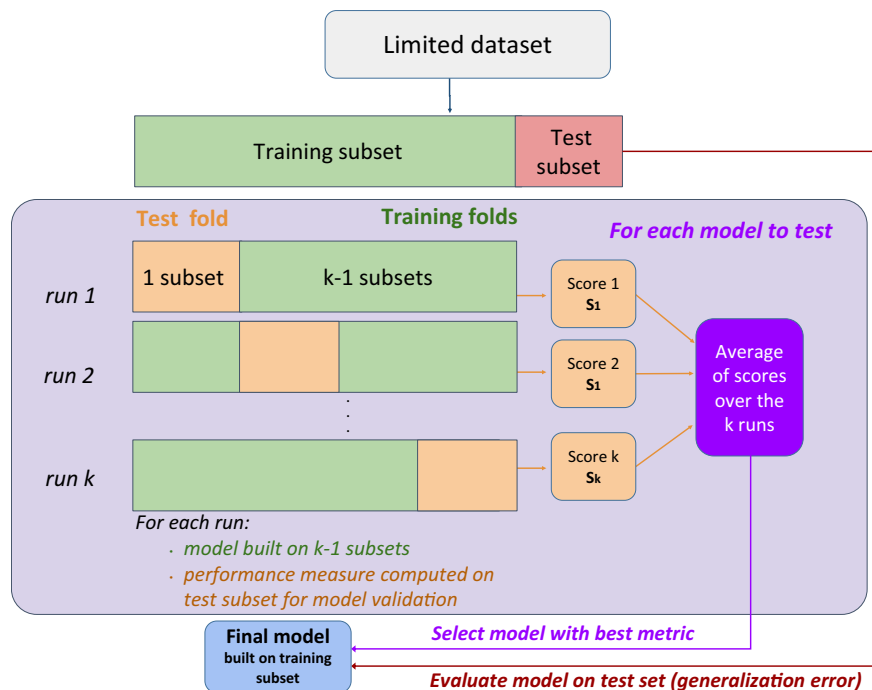 Limited dataset
Training subset
Test
subset
Test fold
Training folds
For each model to test
run 1
1 subset
k-1 subsets
Score 1
S1
run 2
Score 2
S1
Average
of scores
over the
k runs
. . .
run k
Score k
Sk
For each run:
· model built on k-1 subsets
· performance measure computed on
test subset for model validation
Final model
built on training
subset
Select model with best metric
Evaluate model on test set (generalization error)